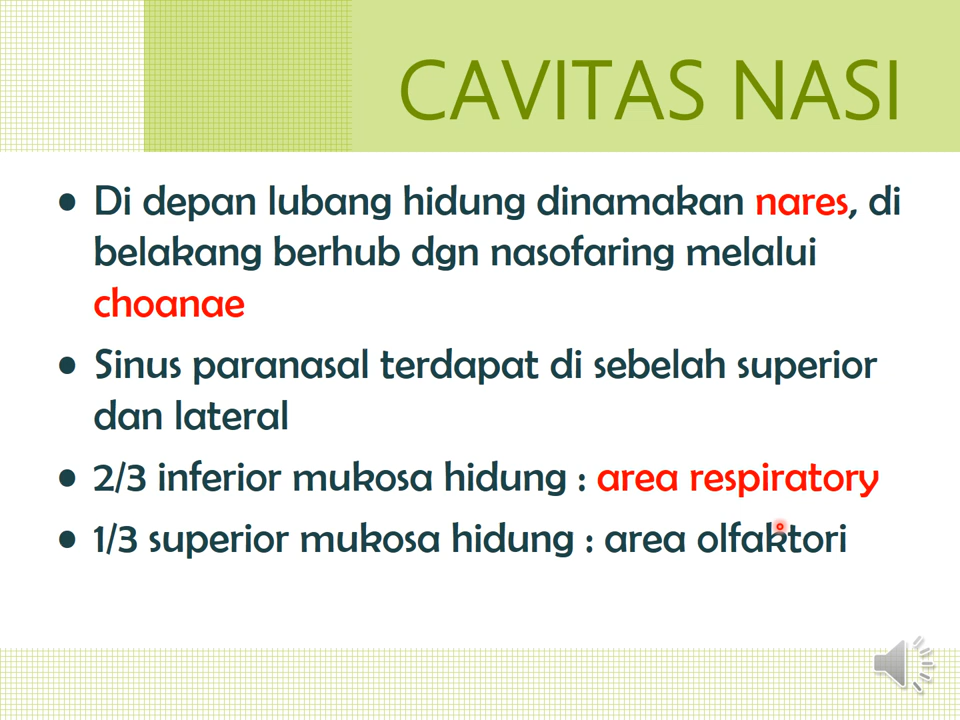 CAVITAS NASI
• Di depan lubang hidung dinamakan nares, di
belakang berhub dgn nasofaring melalui
choanae
• Sinus paranasal terdapat di sebelah superior
dan lateral
• 2/3 inferior mukosa hidung : area respiratory
• 1/3 superior mukosa hidung : area olfaktori